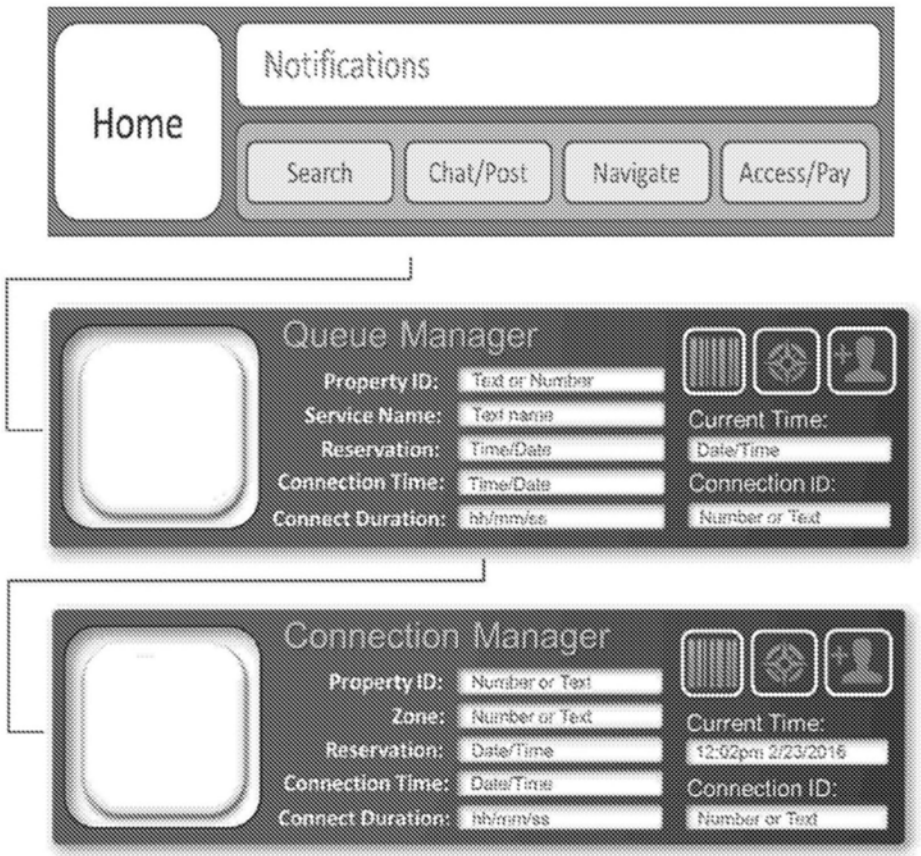 Home
Notifications
Search Chat/Post Navigate Access/Pay
Queue Manager
Property ID: Text or Number
Service Name: Text name
Reservation: Time/Date
Connection Time: Time/Date
Connect Duration: hh/mm/ss
Current Time:
Date/Time
Connection ID:
Number or Text
Connection Manager
Property ID: Number or Text
Zone: Number or Text
Reservation: Date/Time
Connection Time: Date/Time
Connect Duration: hh/mm/ss
Current Time:
12:02pm 2/23/2016
Connection ID:
Number or Text